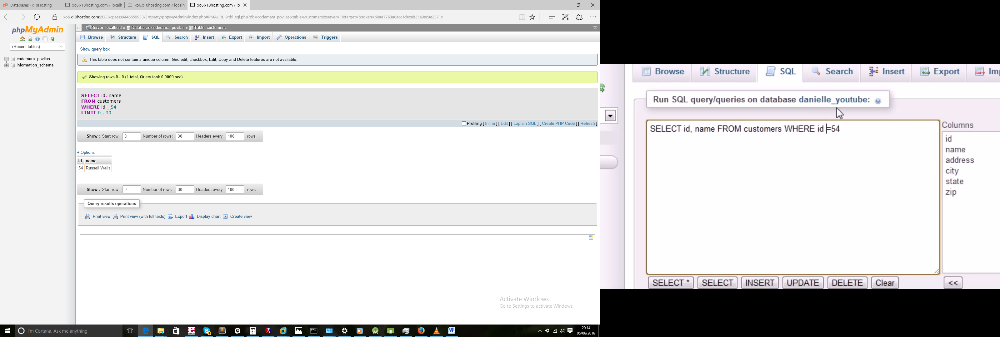 Databases - x10Hosting
xo6.x10hosting.com / localh
xo6.x10hosting.com / localh
xo6.x10hosting.com / lo
xo6.x10hosting.com:2083/cpsess9446659933/3rdparty/phpMyAdmin/index.php#PMAURL-9:tbl_sql.php?db=codemara_povilas&table=customers&server=1&target=&token=60ae7763a8acc1decab25a9ec9e2371c
phpMyAdmin
(Recent tables) ...
codemara_povilas
information_schema
Server: localhost » Database: codemara_povilas » Table: customers
Browse Structure SQL Search Insert Export Import Operations Triggers
Show query box
This table does not contain a unique column. Grid edit, checkbox, Edit, Copy and Delete features are not available.
Showing rows 0 - 0 (1 total, Query took 0.0009 sec)
SELECT id, name
FROM customers
WHERE id =54
LIMIT 0 , 30
Profiling [ Inline ] [ Edit ] [ Explain SQL ] [ Create PHP Code ] [ Refresh ]
Show : Start row: 0 Number of rows: 30 Headers every 100 rows
+ Options
id name
54 Russell Wells
Show : Start row: 0 Number of rows: 30 Headers every 100 rows
Query results operations
Print view Print view (with full texts) Export Display chart Create view
Activate Windows
Go to Settings to activate Windows.
I'm Cortana. Ask me anything.
20:14
05/06/2016
Browse Structure SQL Search Insert Export Im
Run SQL query/queries on database danielle_youtube:
SELECT id, name FROM customers WHERE id =54
Columns
id
name
address
city
state
zip
SELECT * SELECT INSERT UPDATE DELETE Clear <<